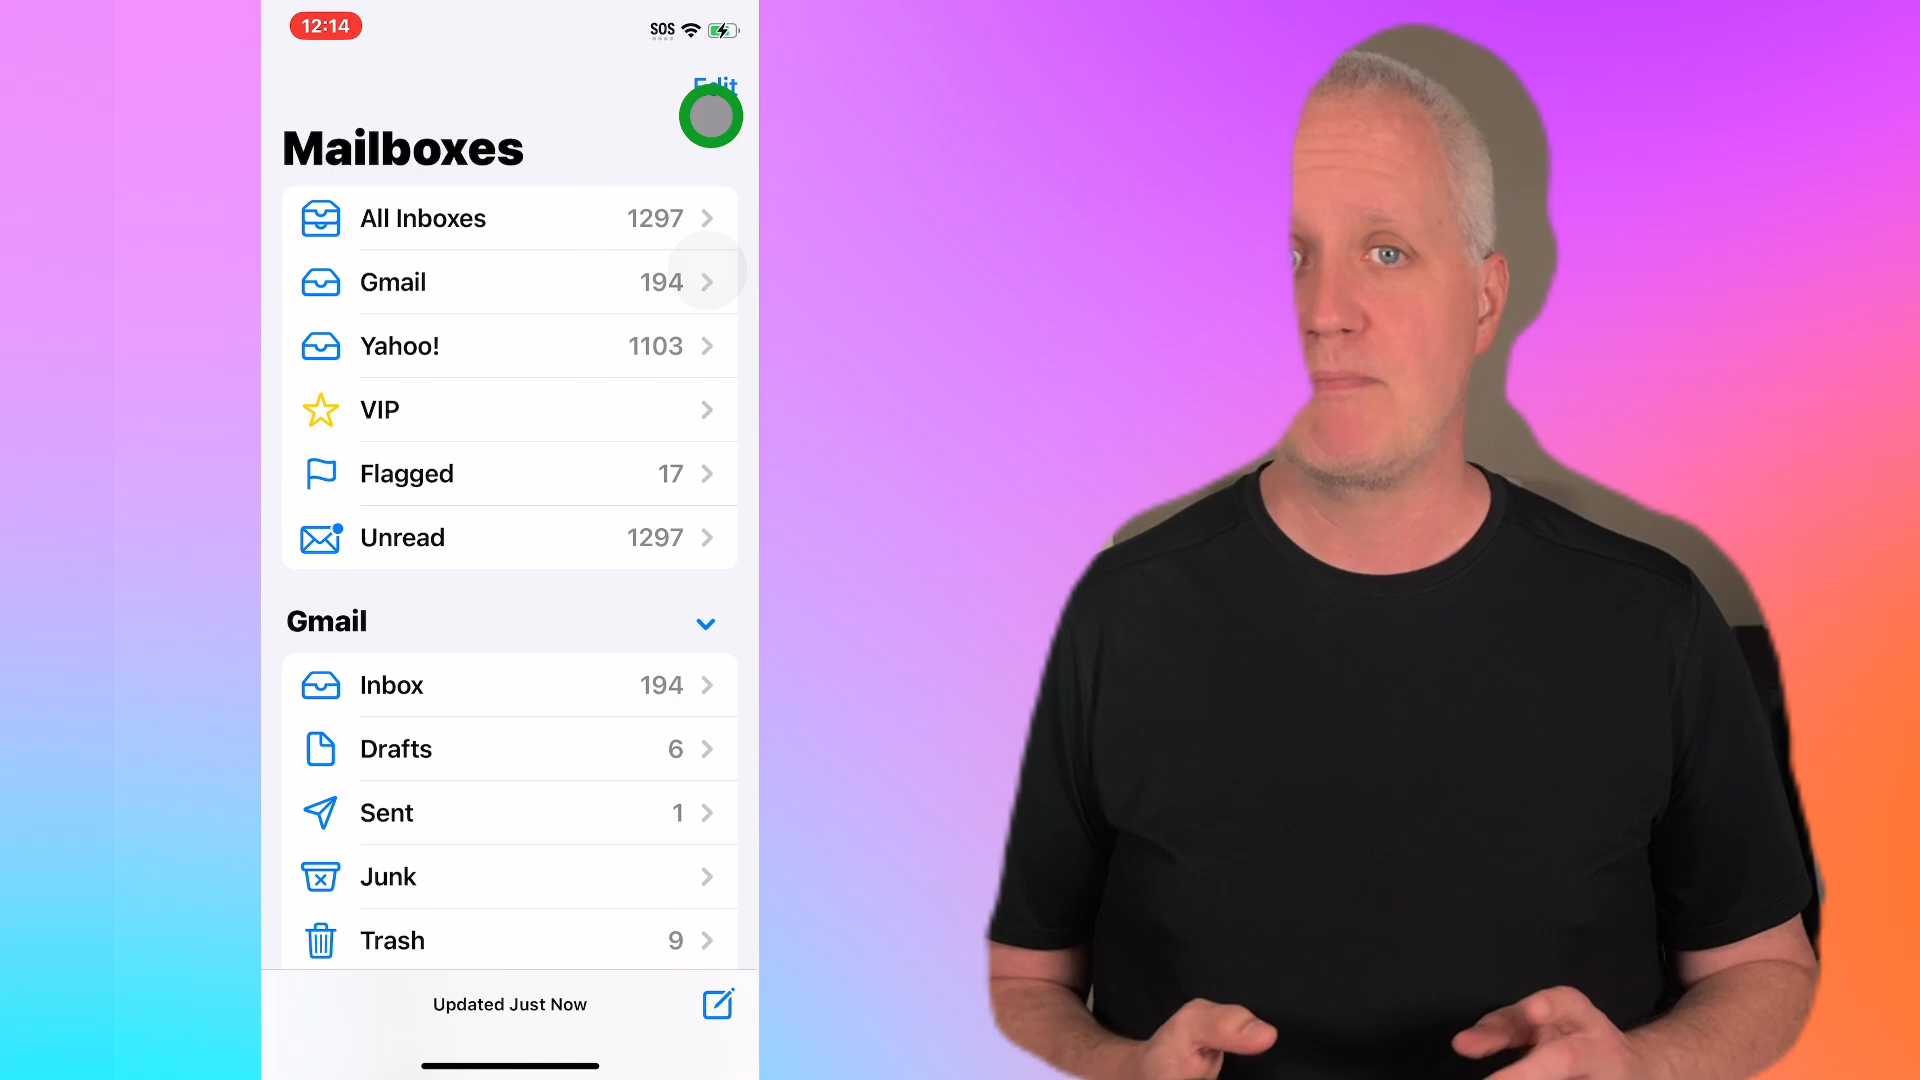 12:14
SOS
Edit
Mailboxes
All Inboxes 1297
Gmail 194
Yahoo! 1103
VIP
Flagged 17
Unread 1297
Gmail
Inbox 194
Drafts 6
Sent 1
Junk
Trash 9
Updated Just Now